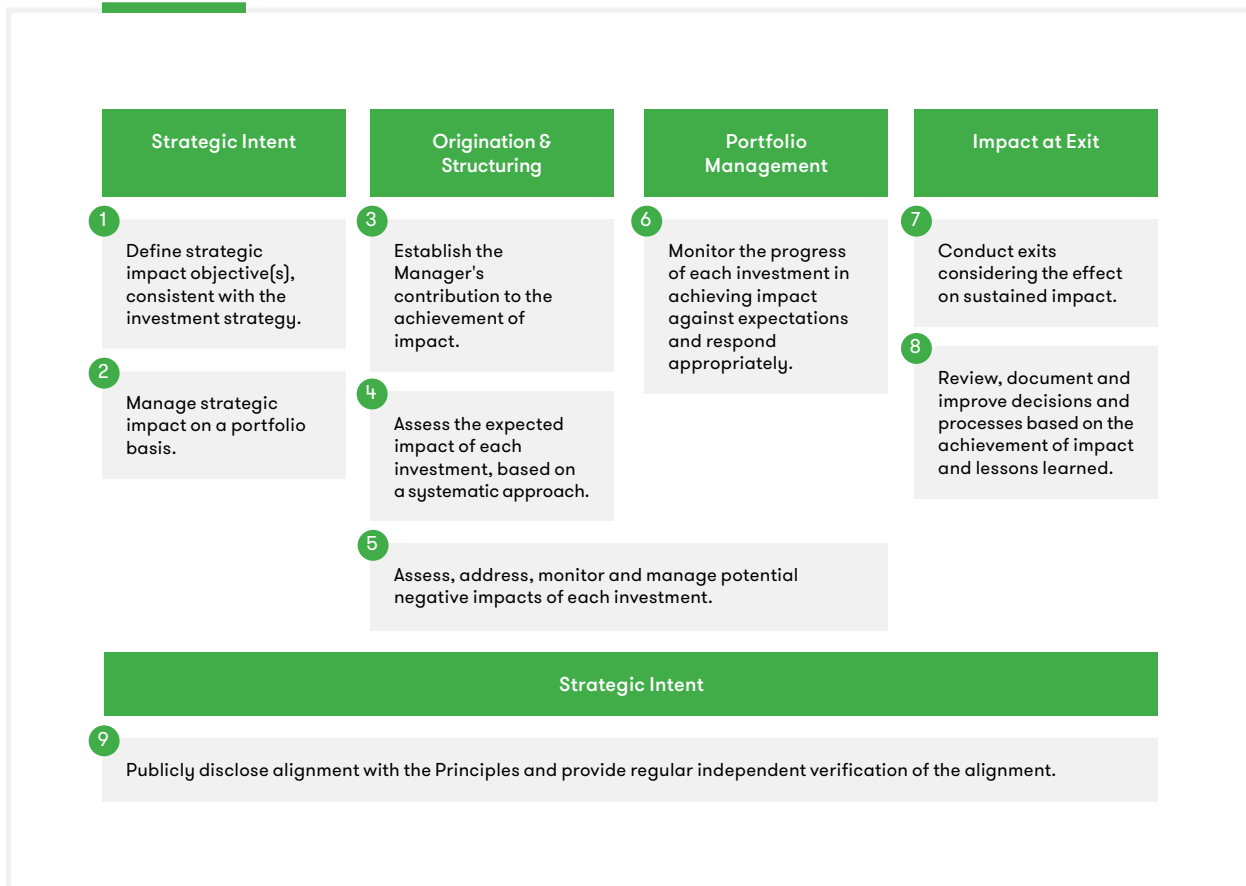 Strategic Intent
1
Define strategic
impact objective(s),
consistent with the
investment strategy.
2
Manage strategic
impact on a portfolio
basis.
Origination &
Structuring
3
Establish the
Manager's
contribution to the
achievement of
impact.
4
Assess the expected
impact of each
investment, based on
a systematic approach.
Portfolio
Management
6
Monitor the progress
of each investment in
achieving impact
against expectations
and respond
appropriately.
5
Assess, address, monitor and manage potential
negative impacts of each investment.
Impact at Exit
7
Conduct exits
considering the effect
on sustained impact.
8
Review, document and
improve decisions and
processes based on the
achievement of impact
and lessons learned.
Strategic Intent
9
Publicly disclose alignment with the Principles and provide regular independent verification of the alignment.